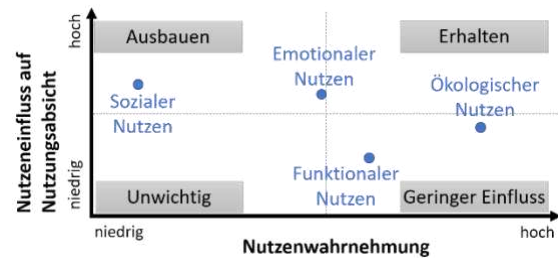 hoch
Ausbauen
Erhalten
Emotionaler
Nutzen
Ökologischer
Nutzen
Sozialer
Nutzen
Nutzeneinfluss auf
Nutzungsabsicht
Funktionaler
Nutzen
niedrig
Unwichtig
Geringer Einfluss
niedrig
hoch
Nutzenwahrnehmung